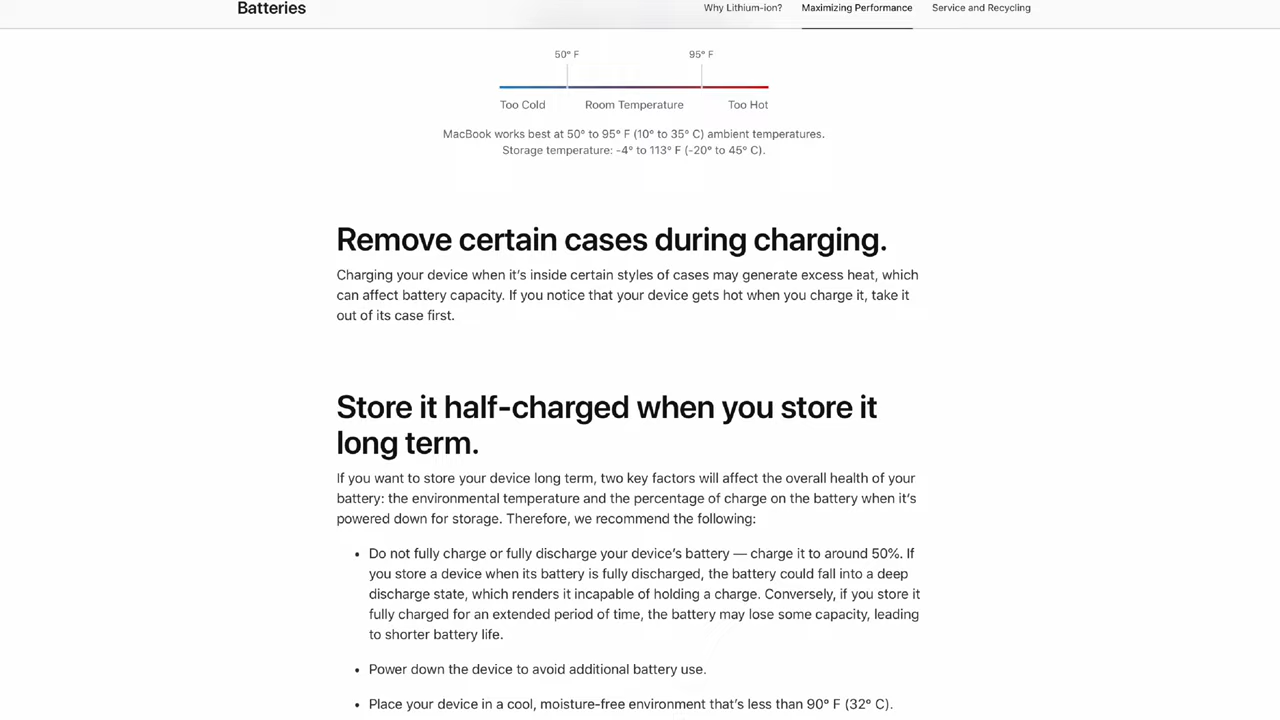 Batteries
Why Lithium-ion? Maximizing Performance Service and Recycling
50° F 95° F
Too Cold Room Temperature Too Hot
MacBook works best at 50° to 95° F (10° to 35° C) ambient temperatures.
Storage temperature: -4° to 113° F (-20° to 45° C).
Remove certain cases during charging.
Charging your device when it’s inside certain styles of cases may generate excess heat, which
can affect battery capacity. If you notice that your device gets hot when you charge it, take it
out of its case first.
Store it half-charged when you store it
long term.
If you want to store your device long term, two key factors will affect the overall health of your
battery: the environmental temperature and the percentage of charge on the battery when it’s
powered down for storage. Therefore, we recommend the following:
• Do not fully charge or fully discharge your device’s battery — charge it to around 50%. If
you store a device when its battery is fully discharged, the battery could fall into a deep
discharge state, which renders it incapable of holding a charge. Conversely, if you store it
fully charged for an extended period of time, the battery may lose some capacity, leading
to shorter battery life.
• Power down the device to avoid additional battery use.
• Place your device in a cool, moisture-free environment that’s less than 90° F (32° C).